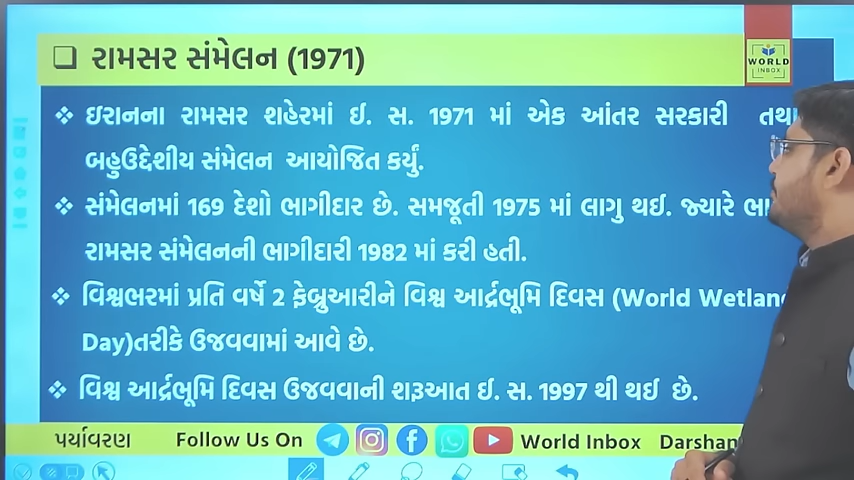 રામસર સંમેલન (1971)
WORLD
INBOX
ઇરાનના રામસર શહેરમાં ઈ. સ. 1971 માં એક આંતર સરકારી તથા
બહુઉદ્દેશીય સંમેલન આયોજિત કર્યું.
સંમેલનમાં 169 દેશો ભાગીદાર છે. સમજૂતી 1975 માં લાગુ થઈ. જ્યારે
રામસર સંમેલનની ભાગીદારી 1982 માં કરી હતી.
વિશ્વભરમાં પ્રતિ વર્ષે 2 ફેબ્રુઆરીને વિશ્વ આર્દ્રભૂમિ દિવસ (World Wetland
Day)તરીકે ઉજવવામાં આવે છે.
વિશ્વ આર્દ્રભૂમિ દિવસ ઉજવવાની શરૂઆત ઈ. સ. 1997 થી થઈ છે.
પર્યાવરણ Follow Us On World Inbox Darshan